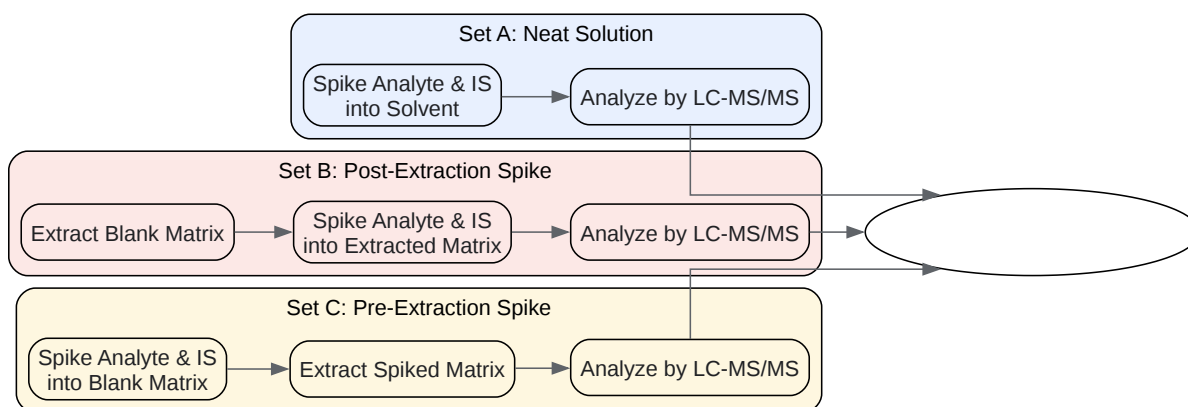 Set A: Neat Solution
Spike Analyte & IS
into Solvent
Analyze by LC-MS/MS
Set B: Post-Extraction Spike
Extract Blank Matrix
Spike Analyte & IS
into Extracted Matrix
Analyze by LC-MS/MS
Set C: Pre-Extraction Spike
Spike Analyte & IS
into Blank Matrix
Extract Spiked Matrix
Analyze by LC-MS/MS